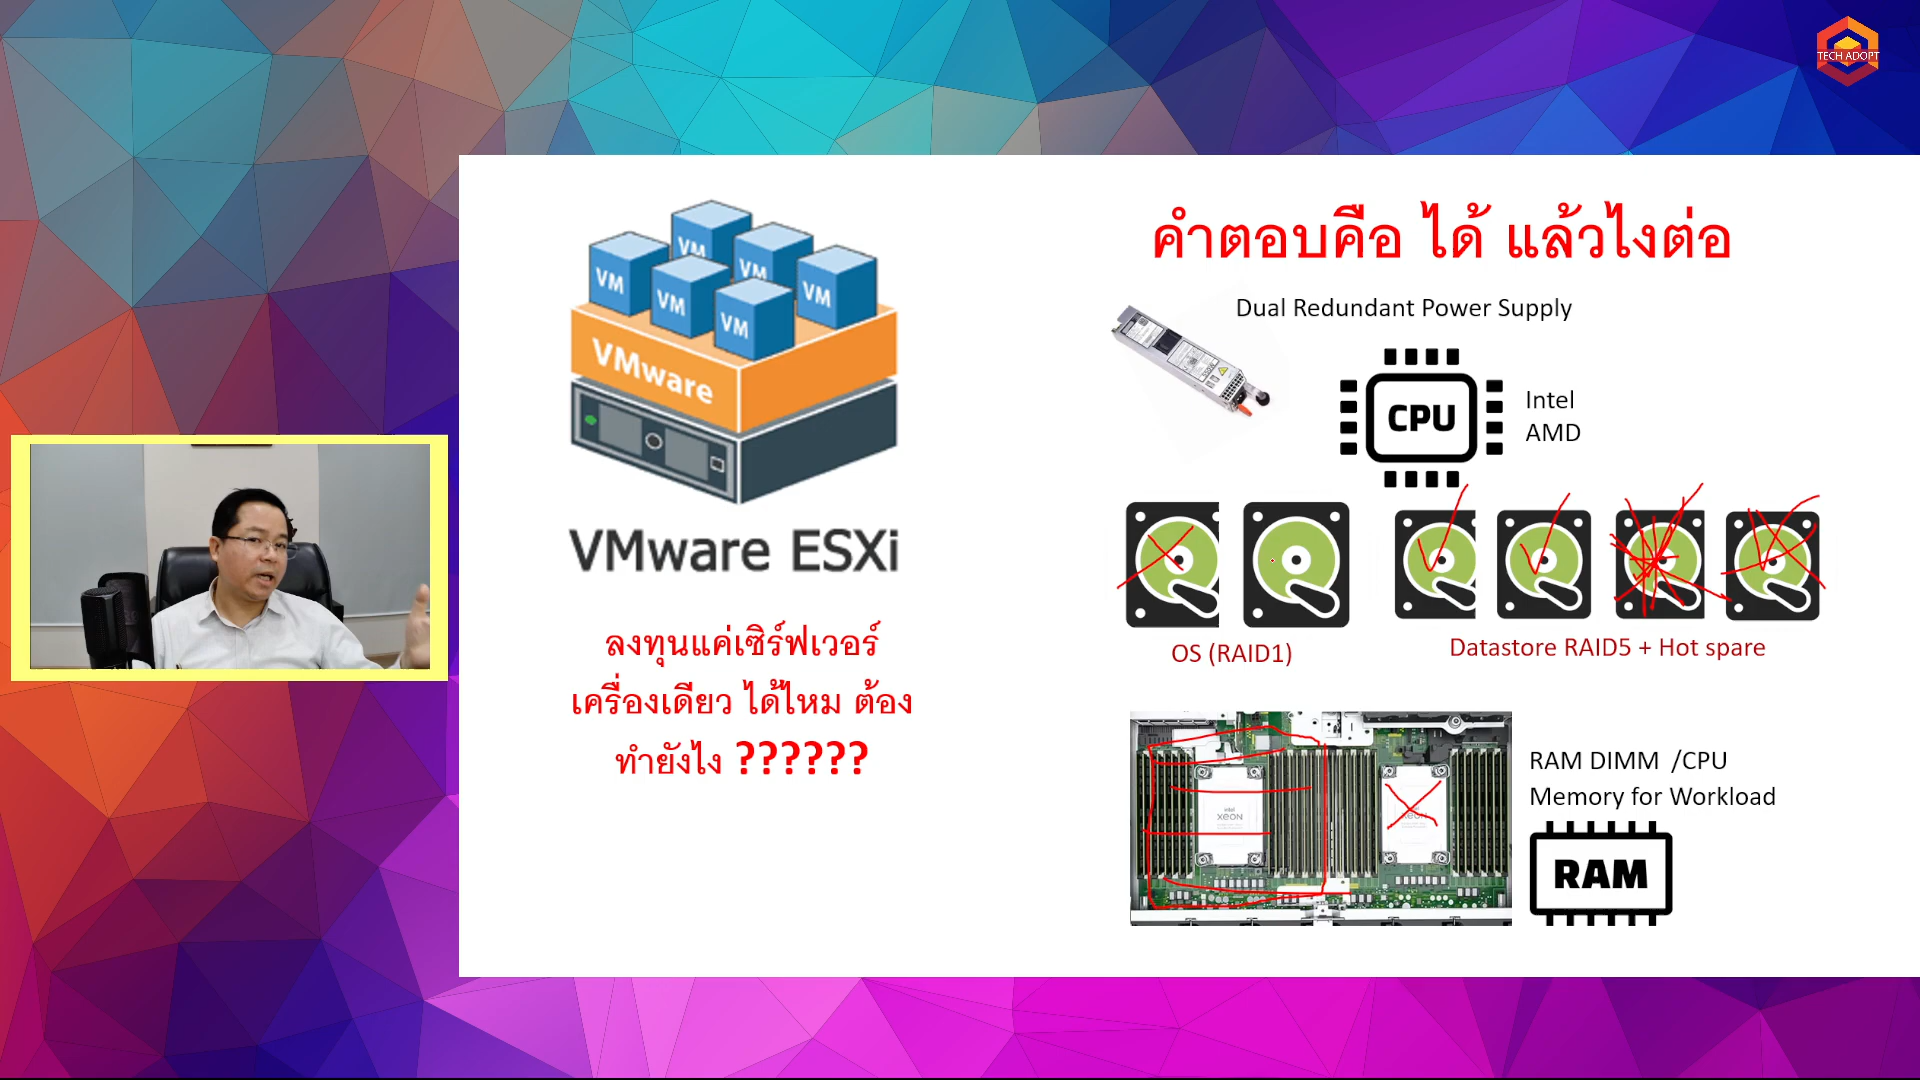 TECH ADOPT
VM
VM
VM
VM
VM
VM
VMware
VMware ESXi
ลงทุนแค่เซิร์ฟเวอร์
เครื่องเดียว ได้ไหม ต้อง
ทำยังไง ??????
คำตอบคือ ได้ แล้วไงต่อ
Dual Redundant Power Supply
CPU
Intel
AMD
OS (RAID1)
Datastore RAID5 + Hot spare
intel
XEON
RAM DIMM /CPU
Memory for Workload
RAM